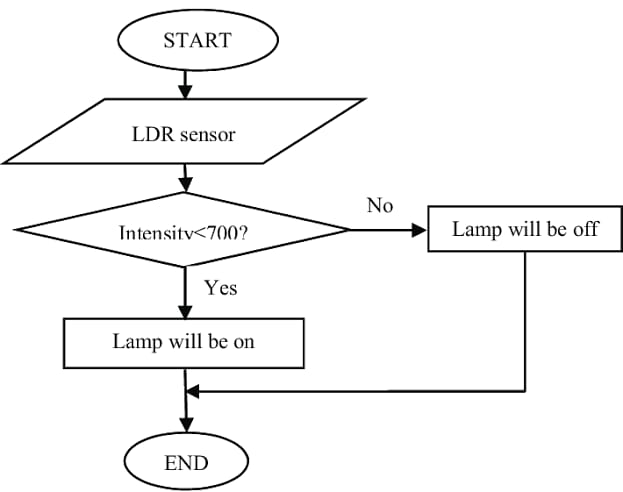 START
LDR sensor
Intensity<700?
No
Lamp will be off
Yes
Lamp will be on
END